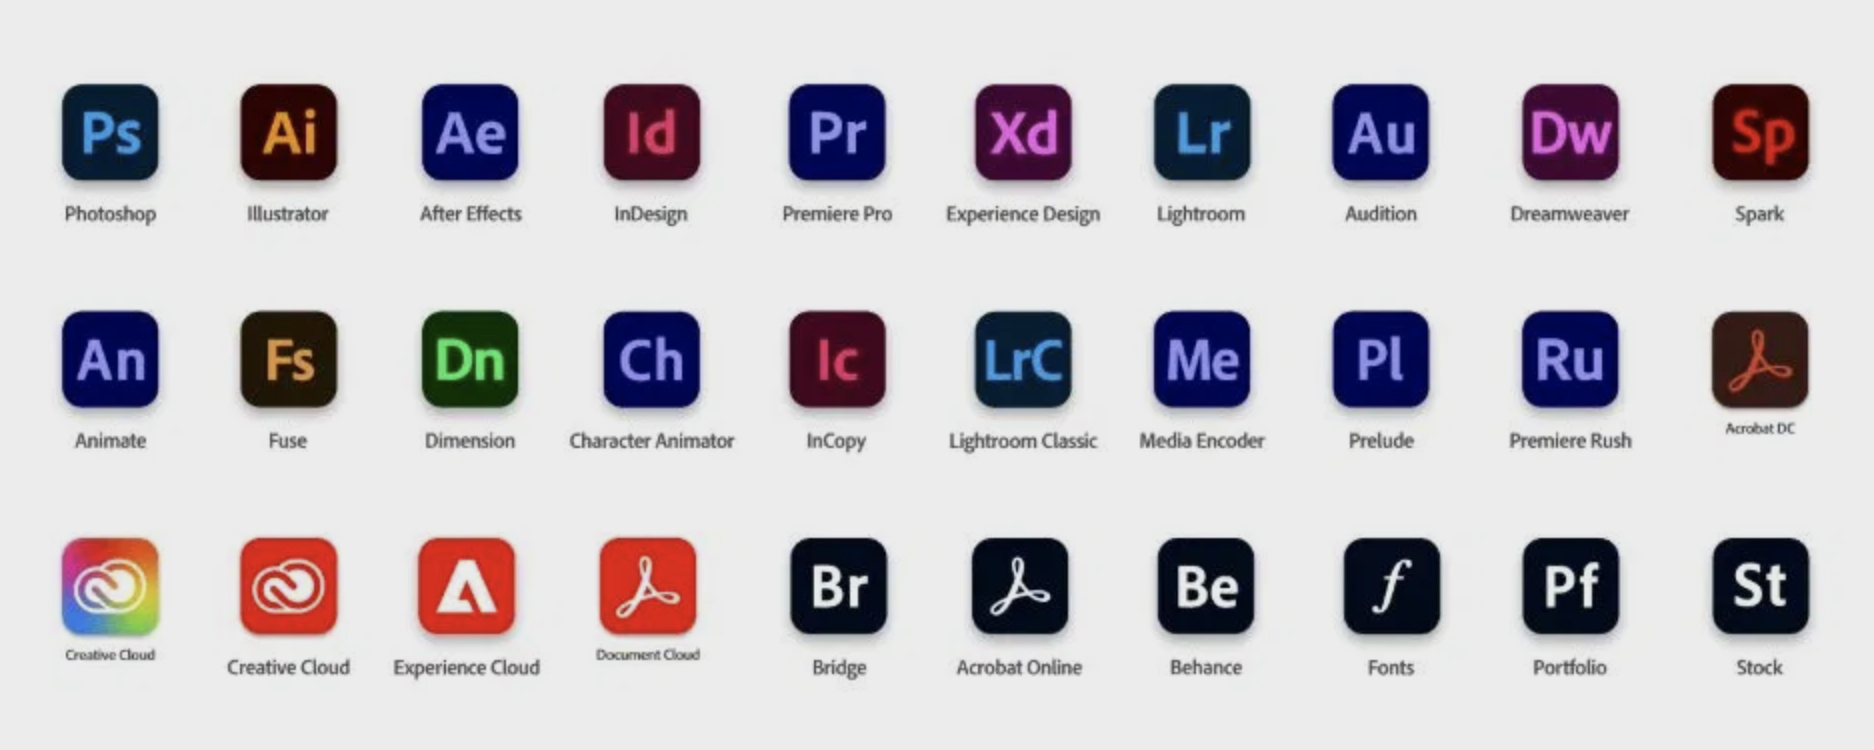 Ps Ai Ae Id Pr Xd Lr Au Dw Sp
Photoshop Illustrator After Effects InDesign Premiere Pro Experience Design Lightroom Audition Dreamweaver Spark
An Fs Dn Ch Ic LrC Me Pl Ru
Animate Fuse Dimension Character Animator InCopy Lightroom Classic Media Encoder Prelude Premiere Rush Acrobat DC
Br Be f Pf St
Creative Cloud Creative Cloud Experience Cloud Document Cloud Bridge Acrobat Online Behance Fonts Portfolio Stock